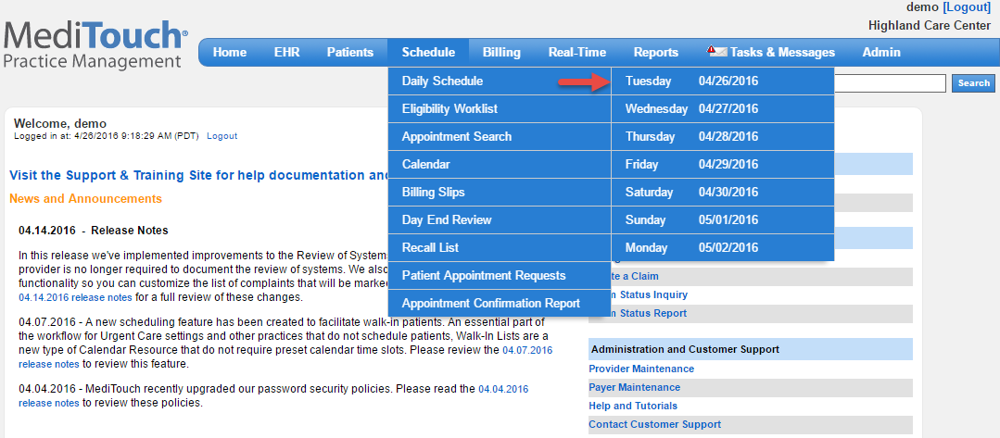 demo [Logout]
Highland Care Center
MediTouch®
Practice Management
Home EHR Patients Schedule Billing Real-Time Reports Tasks & Messages Admin
Search
Daily Schedule
Eligibility Worklist
Appointment Search
Calendar
Billing Slips
Day End Review
Recall List
Patient Appointment Requests
Appointment Confirmation Report
Tuesday 04/26/2016
Wednesday 04/27/2016
Thursday 04/28/2016
Friday 04/29/2016
Saturday 04/30/2016
Sunday 05/01/2016
Monday 05/02/2016
Welcome, demo
Logged in at: 4/26/2016 9:18:29 AM (PDT) Logout
Visit the Support & Training Site for help documentation
News and Announcements
04.14.2016 - Release Notes
In this release we've implemented improvements to the Review of Systems
provider is no longer required to document the review of systems. We also
functionality so you can customize the list of complaints that will be
04.14.2016 release notes for a full review of these changes.
04.07.2016 - A new scheduling feature has been created to facilitate walk-in patients. An essential part of
the workflow for Urgent Care settings and other practices that do not schedule patients, Walk-In Lists are a
new type of Calendar Resource that do not require preset calendar time slots. Please review the 04.07.2016
release notes to review this feature.
04.04.2016 - MediTouch recently upgraded our password security policies. Please read the 04.04.2016
release notes to review these policies.
a Claim
Status Inquiry
Status Report
Administration and Customer Support
Provider Maintenance
Payer Maintenance
Help and Tutorials
Contact Customer Support